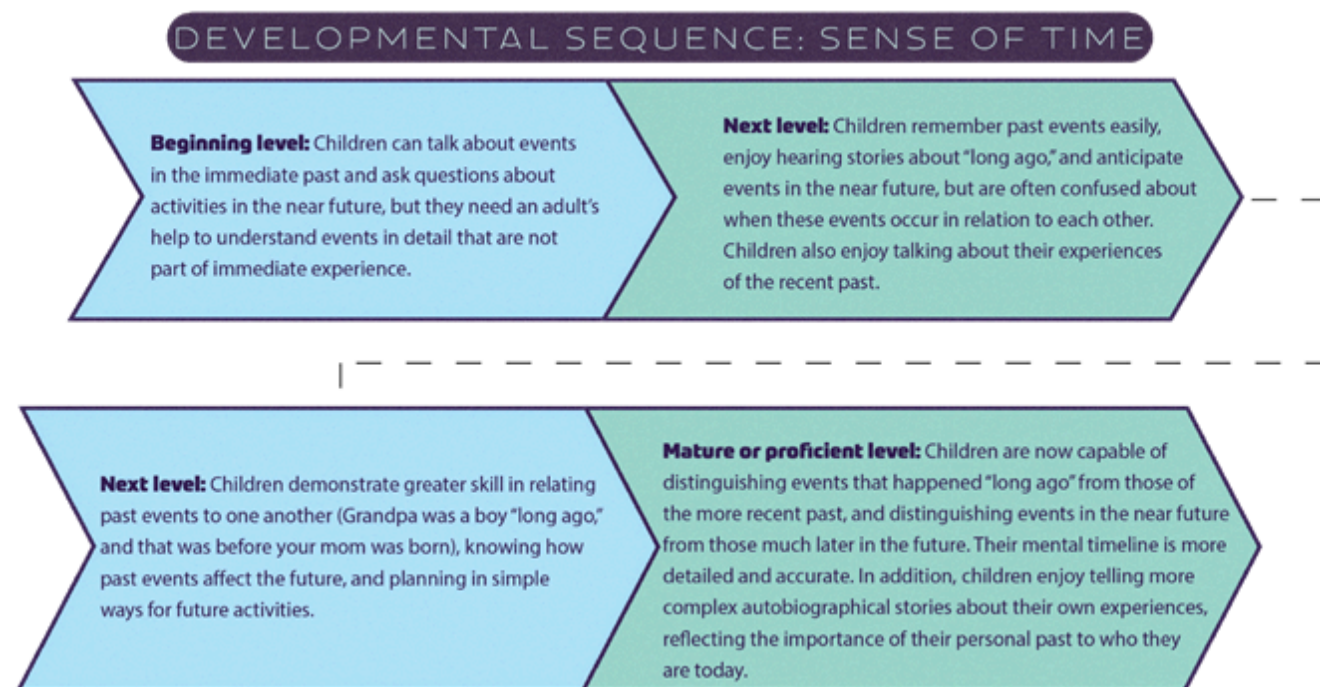 DEVELOPMENTAL SEQUENCE: SENSE OF TIME
Beginning level: Children can talk about events
in the immediate past and ask questions about
activities in the near future, but they need an adult's
help to understand events in detail that are not
part of immediate experience.
Next level: Children remember past events easily,
enjoy hearing stories about "long ago," and anticipate
events in the near future, but are often confused about
when these events occur in relation to each other.
Children also enjoy talking about their experiences
of the recent past.
Next level: Children demonstrate greater skill in relating
past events to one another (Grandpa was a boy "long ago,"
and that was before your mom was born), knowing how
past events affect the future, and planning in simple
ways for future activities.
Mature or proficient level: Children are now capable of
distinguishing events that happened "long ago" from those of
the more recent past, and distinguishing events in the near future
from those much later in the future. Their mental timeline is more
detailed and accurate. In addition, children enjoy telling more
complex autobiographical stories about their own experiences,
reflecting the importance of their personal past to who they
are today.